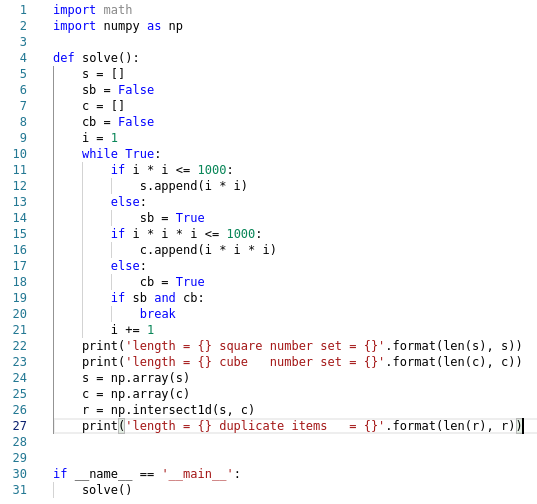 1 import math
2 import numpy as np
3
4 def solve():
5     s = []
6     sb = False
7     c = []
8     cb = False
9     i = 1
10     while True:
11         if i * i <= 1000:
12             s.append(i * i)
13         else:
14             sb = True
15         if i * i * i <= 1000:
16             c.append(i * i * i)
17         else:
18             cb = True
19         if sb and cb:
20             break
21         i += 1
22     print('length = {} square number set = {}'.format(len(s), s))
23     print('length = {} cube   number set = {}'.format(len(c), c))
24     s = np.array(s)
25     c = np.array(c)
26     r = np.intersect1d(s, c)
27     print('length = {} duplicate items   = {}'.format(len(r), r))
28
29
30 if __name__ == '__main__':
31     solve()